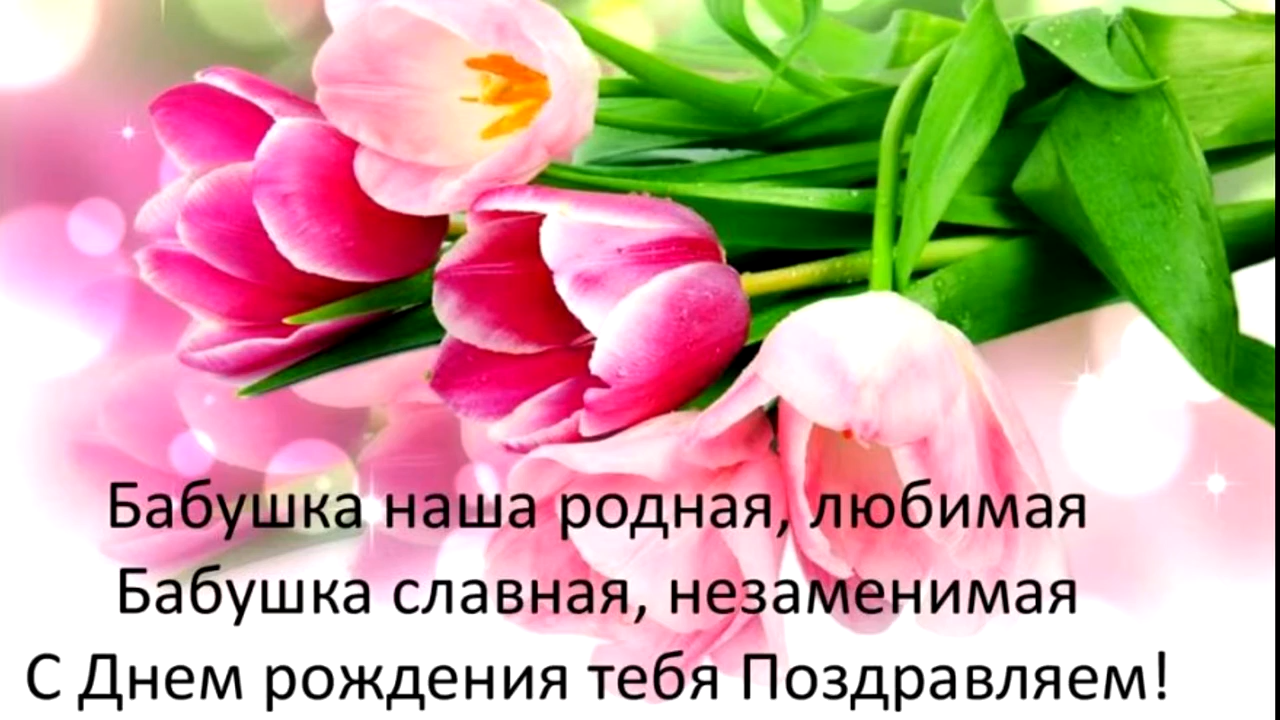 Бабушка наша родная, любимая
Бабушка славная, незаменимая
С Днем рождения тебя Поздравляем!